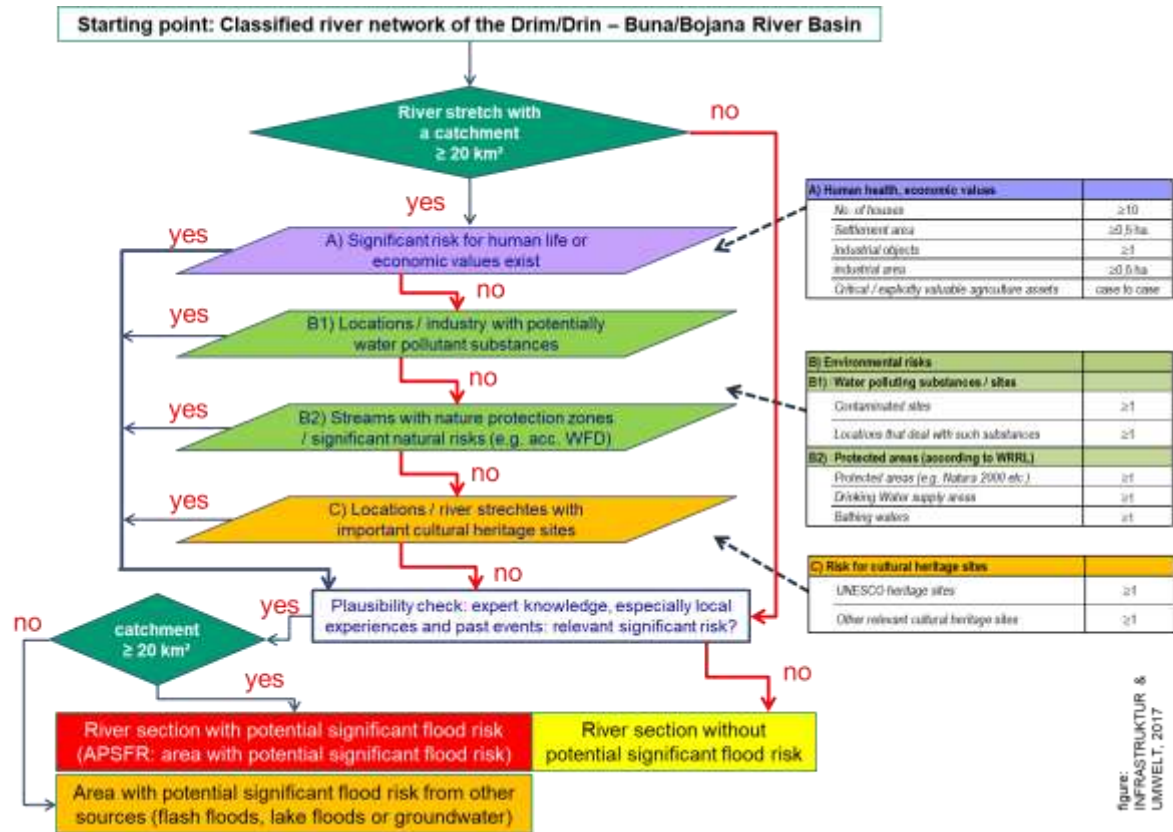 Starting point: Classified river network of the Drim/Drin – Buna/Bojana River Basin
River stretch with
a catchment
≥ 20 km²
no
yes
yes
A) Significant risk for human life or
economic values exist
no
yes
B1) Locations / industry with potentially
water pollutant substances
no
yes
B2) Streams with nature protection zones
/ significant natural risks (e.g. acc. WFD)
no
yes
C) Locations / river strechtes with
important cultural heritage sites
no
Plausibility check: expert knowledge, especially local
experiences and past events: relevant significant risk?
yes
no
catchment
≥ 20 km²
yes
no
River section with potential significant flood risk
(APSFR: area with potential significant flood risk)
River section without
potential significant flood risk
Area with potential significant flood risk from other
sources (flash floods, lake floods or groundwater)
A) Human health, economic values
No. of houses ≥10
Settlement area ≥0,5 ha
Industrial objects ≥1
Industrial area ≥0,5 ha
Critical / explicitly valuable agriculture assets case to case
B) Environmental risks
B1) Water polluting substances / sites
Contaminated sites ≥1
Locations that deal with such substances ≥1
B2) Protected areas (according to WRRL)
Protected areas (e.g. Natura 2000 etc.) ≥1
Drinking Water supply areas ≥1
Bathing waters ≥1
C) Risk for cultural heritage sites
UNESCO heritage sites ≥1
Other relevant cultural heritage sites ≥1
figure:
INFRASTRUKTUR &
UMWELT, 2017